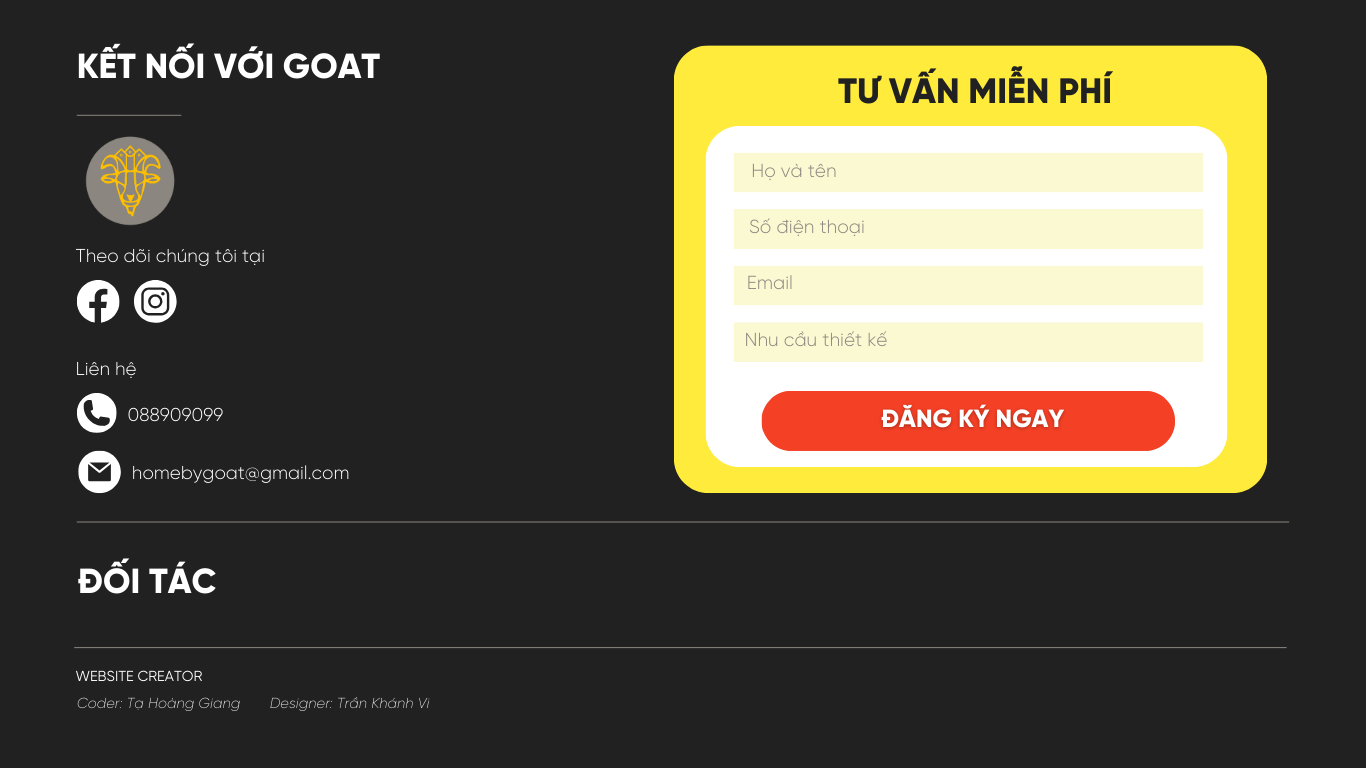 KẾT NỐI VỚI GOAT
Theo dõi chúng tôi tại
Liên hệ
088909099
homebygoat@gmail.com
TƯ VẤN MIỄN PHÍ
Họ và tên
Số điện thoại
Email
Nhu cầu thiết kế
ĐĂNG KÝ NGAY
ĐỐI TÁC
WEBSITE CREATOR
Coder: Tạ Hoàng Giang Designer: Trần Khánh Vi